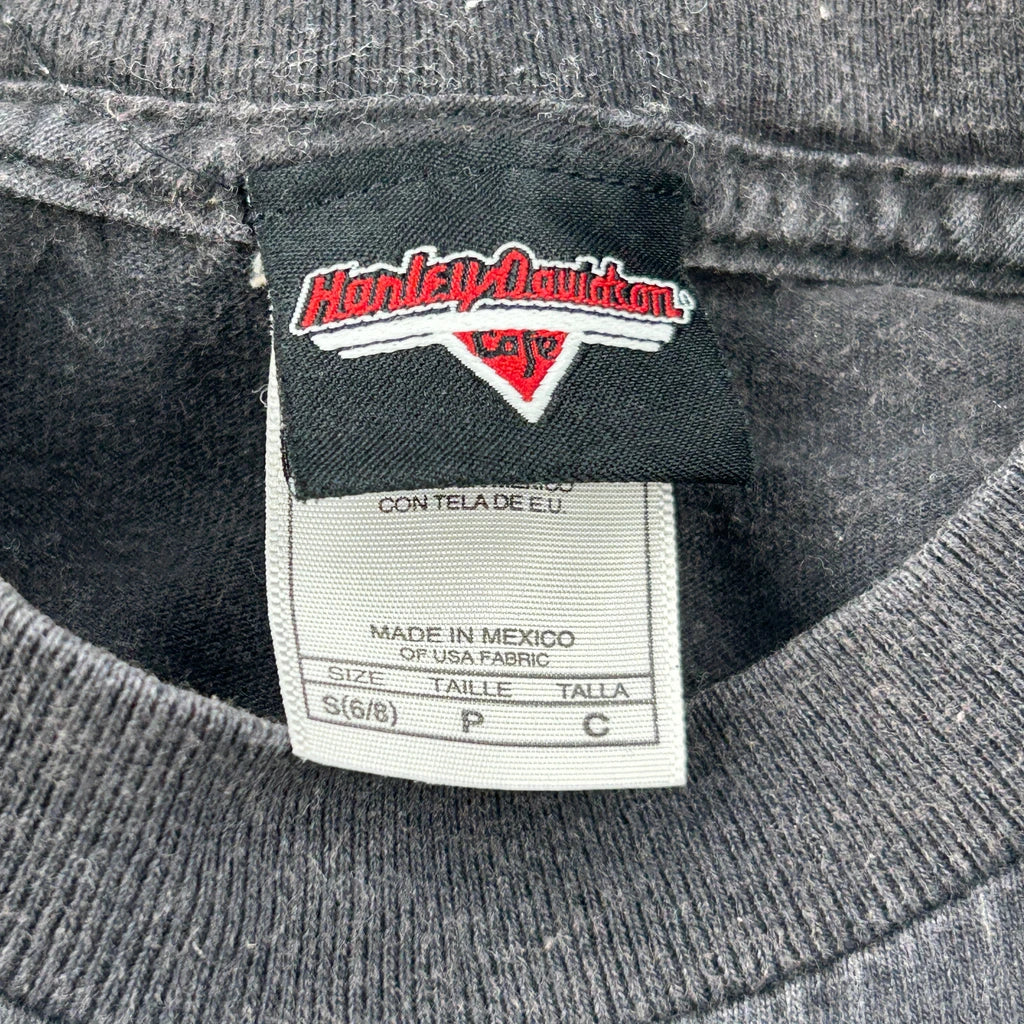 Harley-Davidson
Cafe
CON TELA DE E.U.
MADE IN MEXICO
OF USA FABRIC
SIZE TAILLE TALLA
S(6/8) P C